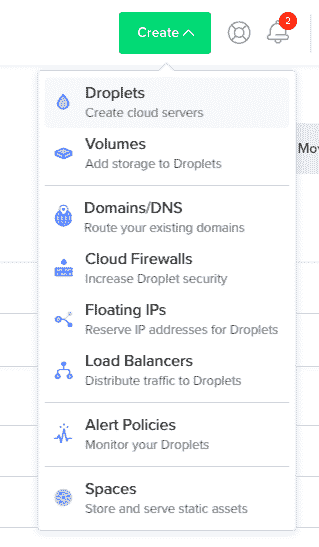 Create
2
Mov
Droplets
Create cloud servers
Volumes
Add storage to Droplets
Domains/DNS
Route your existing domains
Cloud Firewalls
Increase Droplet security
Floating IPs
Reserve IP addresses for Droplets
Load Balancers
Distribute traffic to Droplets
Alert Policies
Monitor your Droplets
Spaces
Store and serve static assets